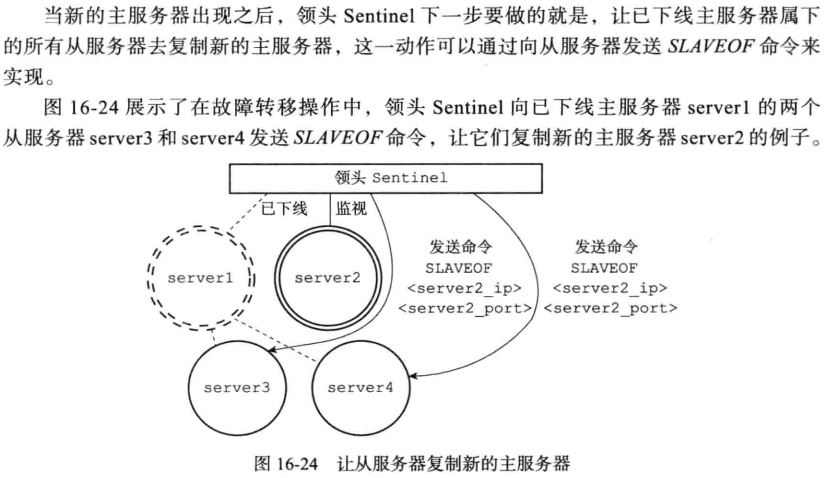 当新的主服务器出现之后，领头 Sentinel 下一步要做的就是，让已下线主服务器属下
的所有从服务器去复制新的主服务器，这一动作可以通过向从服务器发送 SLAVEOF 命令来
实现。
图 16-24 展示了在故障转移操作中，领头 Sentinel 向已下线主服务器 server1 的两个
从服务器 server3 和 server4 发送 SLAVEOF 命令，让它们复制新的主服务器 server2 的例子。
领头 Sentinel
已下线
监视
server1
server2
发送命令
SLAVEOF
<server2_ip>
<server2_port>
发送命令
SLAVEOF
<server2_ip>
<server2_port>
server3
server4
图 16-24 让从服务器复制新的主服务器